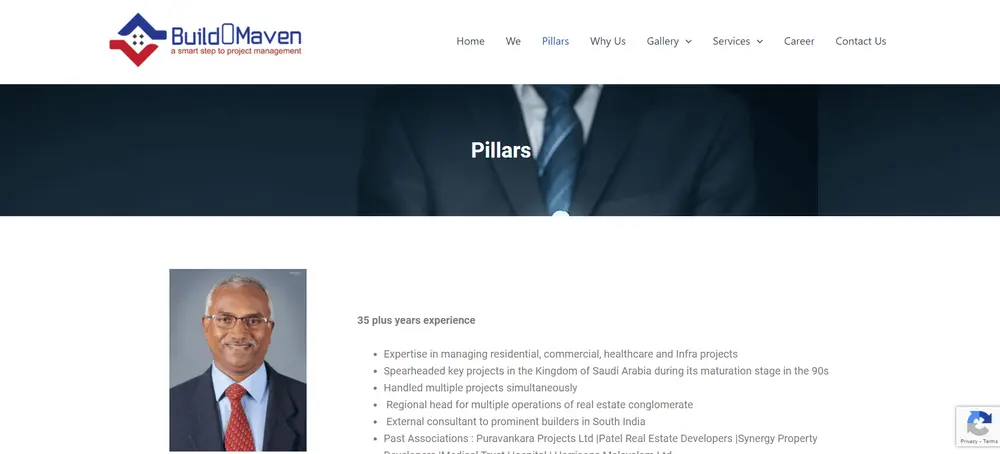 BuildOMaven
a smart step to project management
Home We Pillars Why Us Gallery Services Career Contact Us
Pillars
35 plus years experience
• Expertise in managing residential, commercial, healthcare and Infra projects
• Spearheaded key projects in the Kingdom of Saudi Arabia during its maturation stage in the 90s
• Handled multiple projects simultaneously
• Regional head for multiple operations of real estate conglomerate
• External consultant to prominent builders in South India
• Past Associations : Puravankara Projects Ltd |Patel Real Estate Developers |Synergy Property
Privacy - Terms